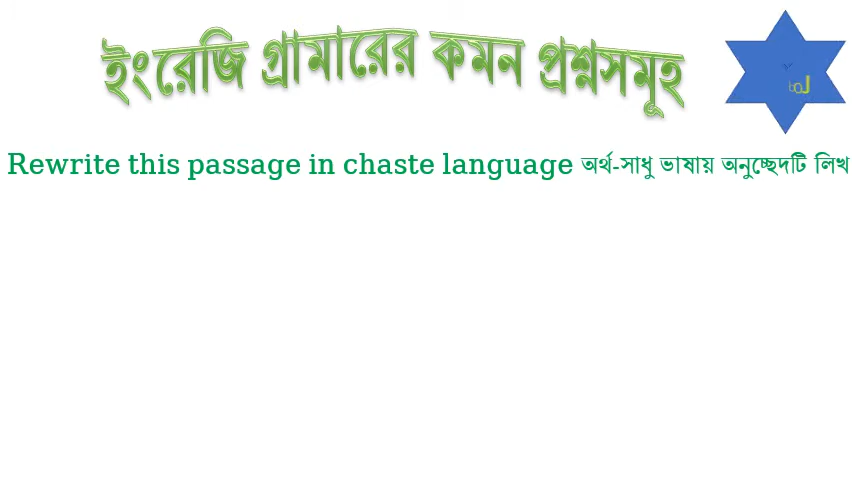 ইংরেজি গ্রামারের কমন প্রশ্নসমূহ
Rewrite this passage in chaste language অর্থ-সাধু ভাষায় অনুচ্ছেদটি লিখ